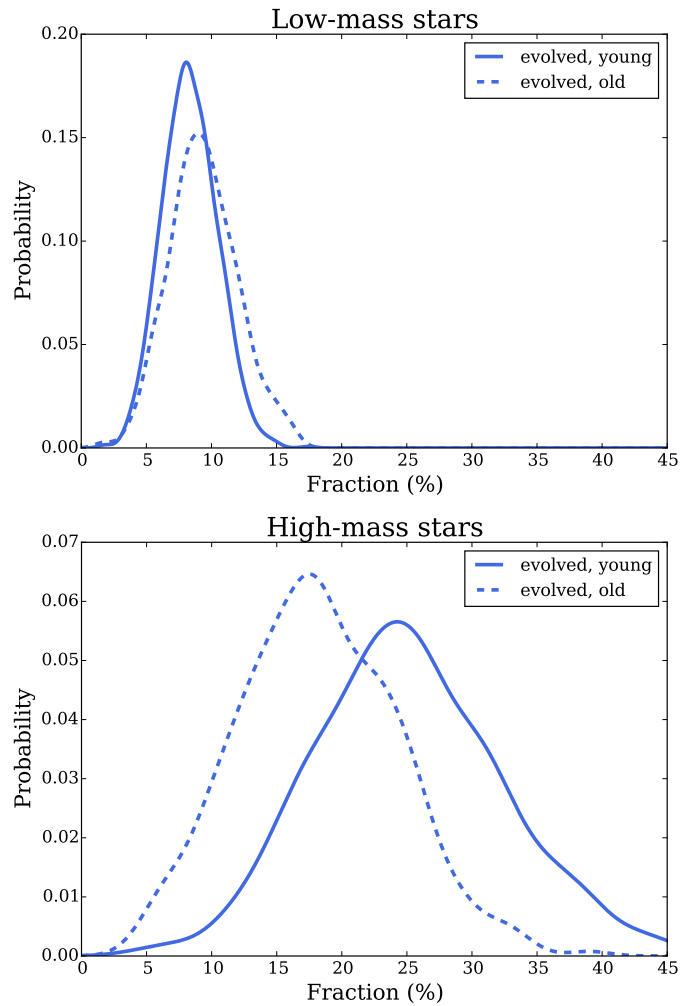 Low-mass stars
0.20
0.15
0.10
0.05
0.00
Probability
evolved, young
evolved, old
0 5 10 15 20 25 30 35 40 45
Fraction (%)
High-mass stars
0.07
0.06
0.05
0.04
0.03
0.02
0.01
0.00
Probability
evolved, young
evolved, old
0 5 10 15 20 25 30 35 40 45
Fraction (%)